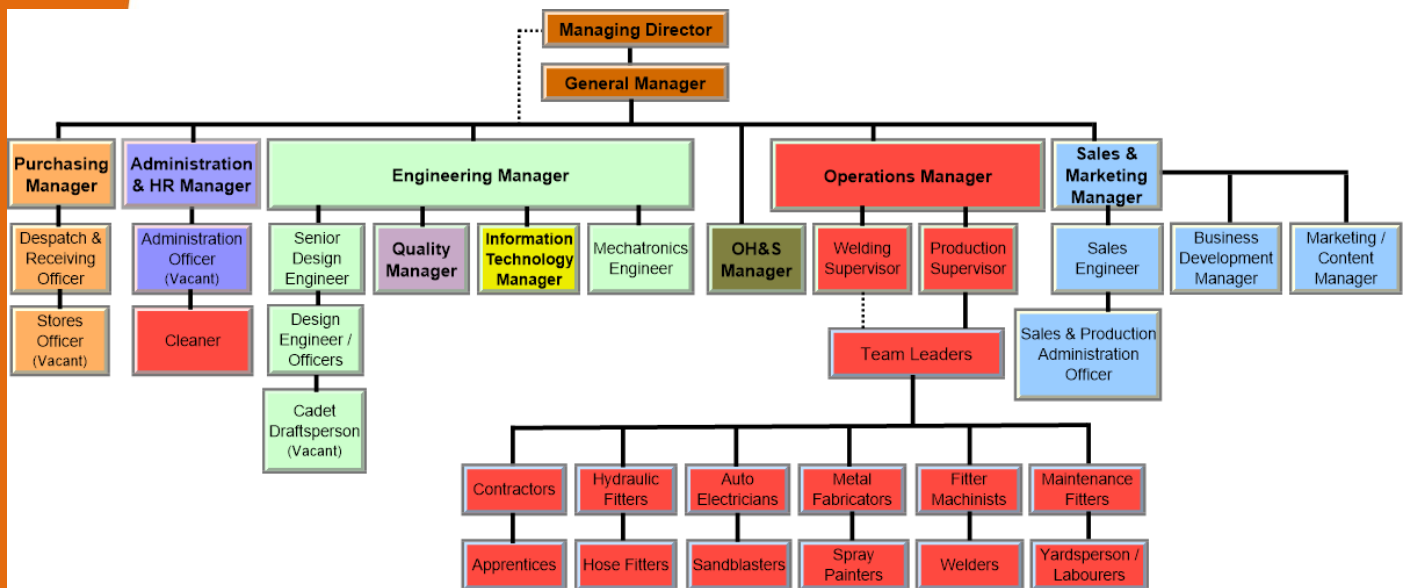 Managing Director
General Manager
Purchasing
Manager
Administration
& HR Manager
Engineering Manager
Operations Manager
Sales &
Marketing
Manager
Despatch &
Receiving
Officer
Administration
Officer
(Vacant)
Senior
Design
Engineer
Quality
Manager
Information
Technology
Manager
Mechatronics
Engineer
OH&S
Manager
Welding
Supervisor
Production
Supervisor
Sales
Engineer
Business
Development
Manager
Marketing /
Content
Manager
Stores
Officer
(Vacant)
Cleaner
Design
Engineer /
Officers
Team Leaders
Sales & Production
Administration
Officer
Cadet
Draftsperson
(Vacant)
Contractors
Hydraulic
Fitters
Auto
Electricians
Metal
Fabricators
Fitter
Machinists
Maintenance
Fitters
Apprentices
Hose Fitters
Sandblasters
Spray
Painters
Welders
Yardsperson /
Labourers